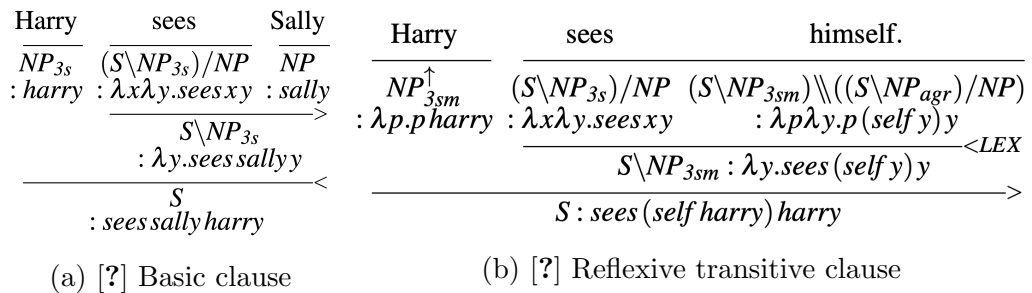 Harry sees Sally
NP₃ₛ (S\NP₃ₛ)/NP NP
: harry : λxλy.sees x y : sally
>
S\NP₃ₛ
: λy.sees sally y
<
S
: sees sally harry
(a) [?] Basic clause
Harry sees himself.
NP↑₃ₛₘ (S\NP₃ₛ)/NP (S\NP₃ₛₘ)\\((S\NP_agr)/NP)
: λp.p harry : λxλy.sees x y : λpλy.p (self y) y
<LEX
S\NP₃ₛₘ : λy.sees (self y) y
>
S : sees (self harry) harry
(b) [?] Reflexive transitive clause